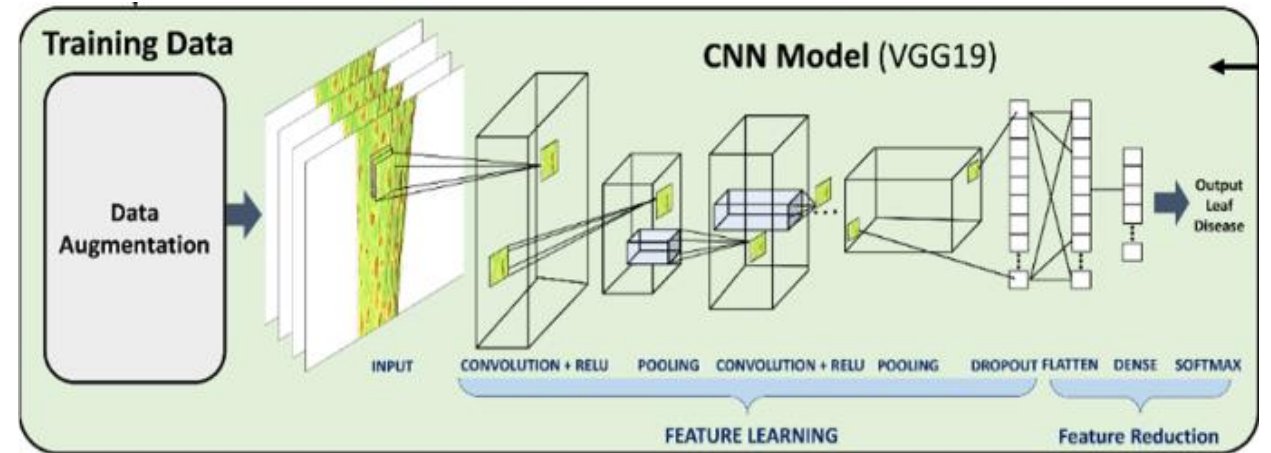 Training Data
CNN Model (VGG19)
Data
Augmentation
Output
Leaf
Disease
INPUT
CONVOLUTION + RELU
POOLING
CONVOLUTION + RELU
POOLING
DROPOUT
FLATTEN
DENSE
SOFTMAX
FEATURE LEARNING
Feature Reduction